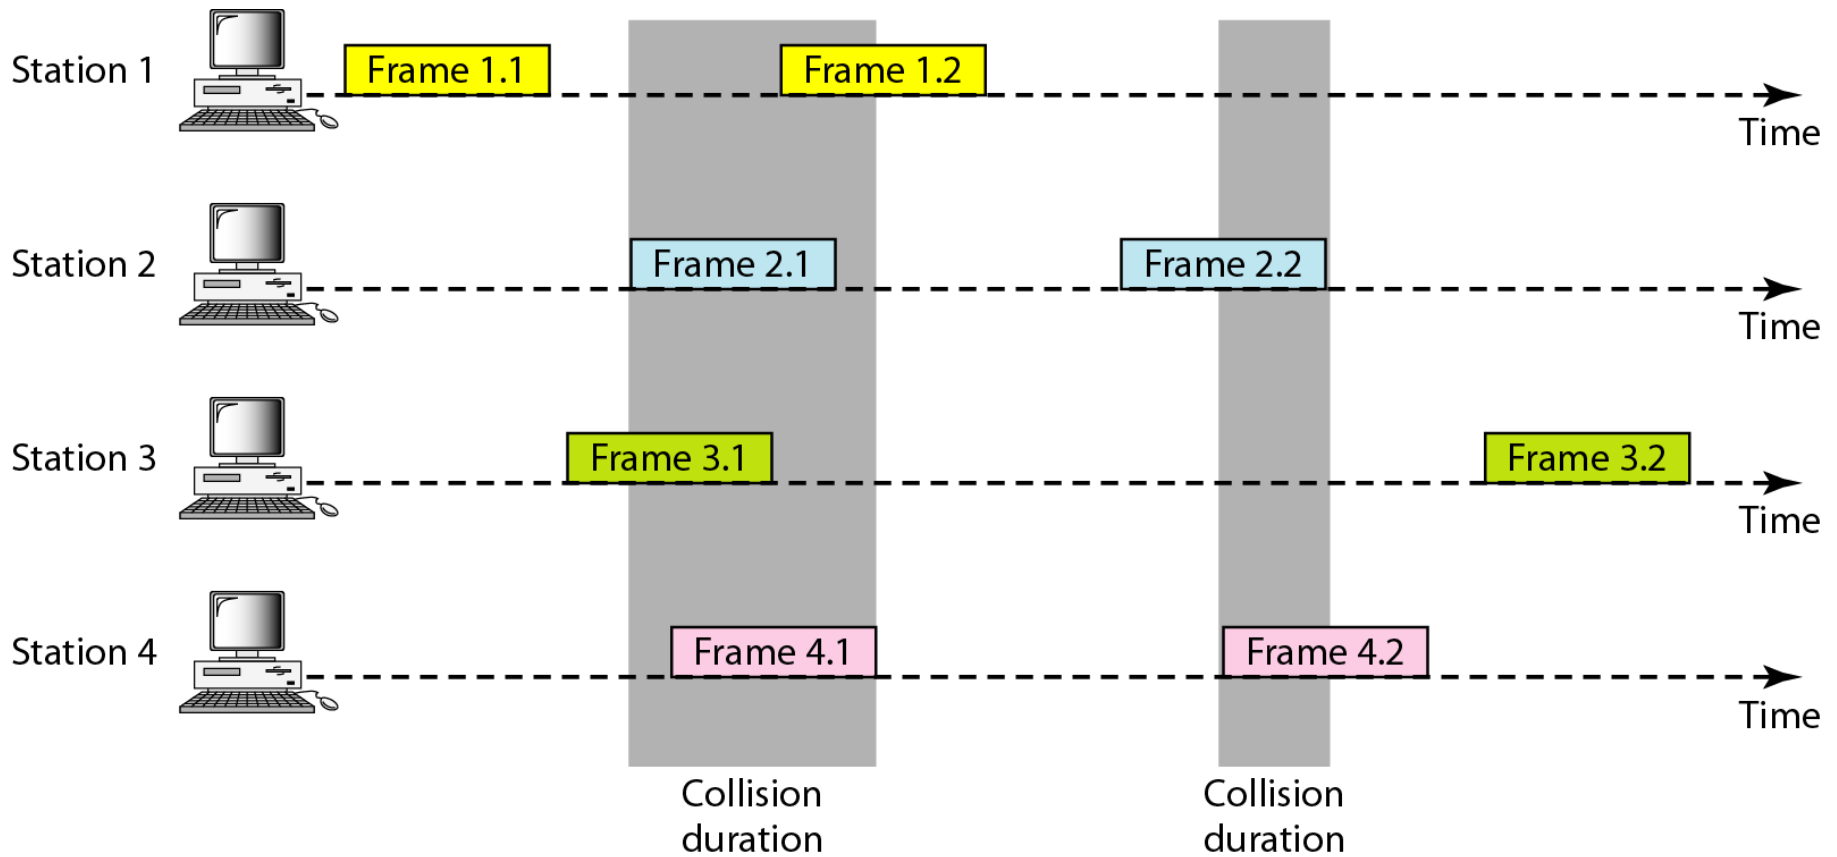 Station 1
Frame 1.1
Frame 1.2
Time
Station 2
Frame 2.1
Frame 2.2
Time
Station 3
Frame 3.1
Frame 3.2
Time
Station 4
Frame 4.1
Frame 4.2
Time
Collision
duration
Collision
duration